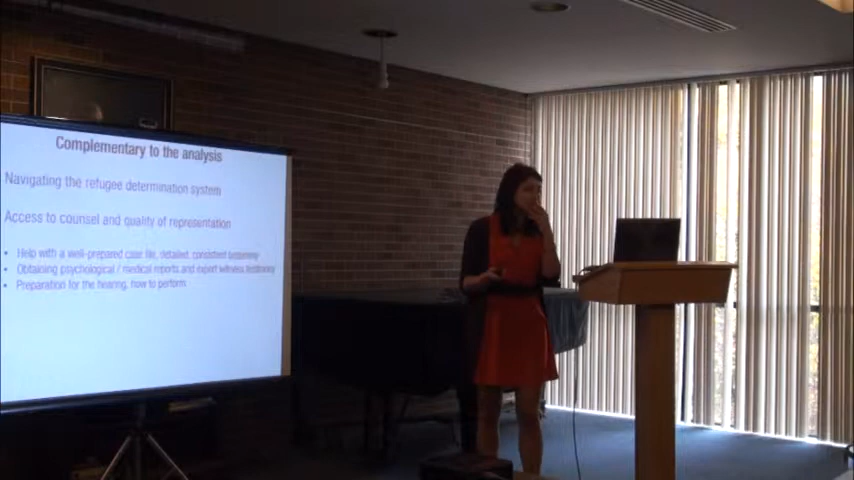 Complementary to the analysis
Navigating the refugee determination system
Access to counsel and quality of representation
• Help with a well-prepared case file, detailed, consistent testimony
• Obtaining psychological / medical reports and expert witness testimony
• Preparation for the hearing, how to perform